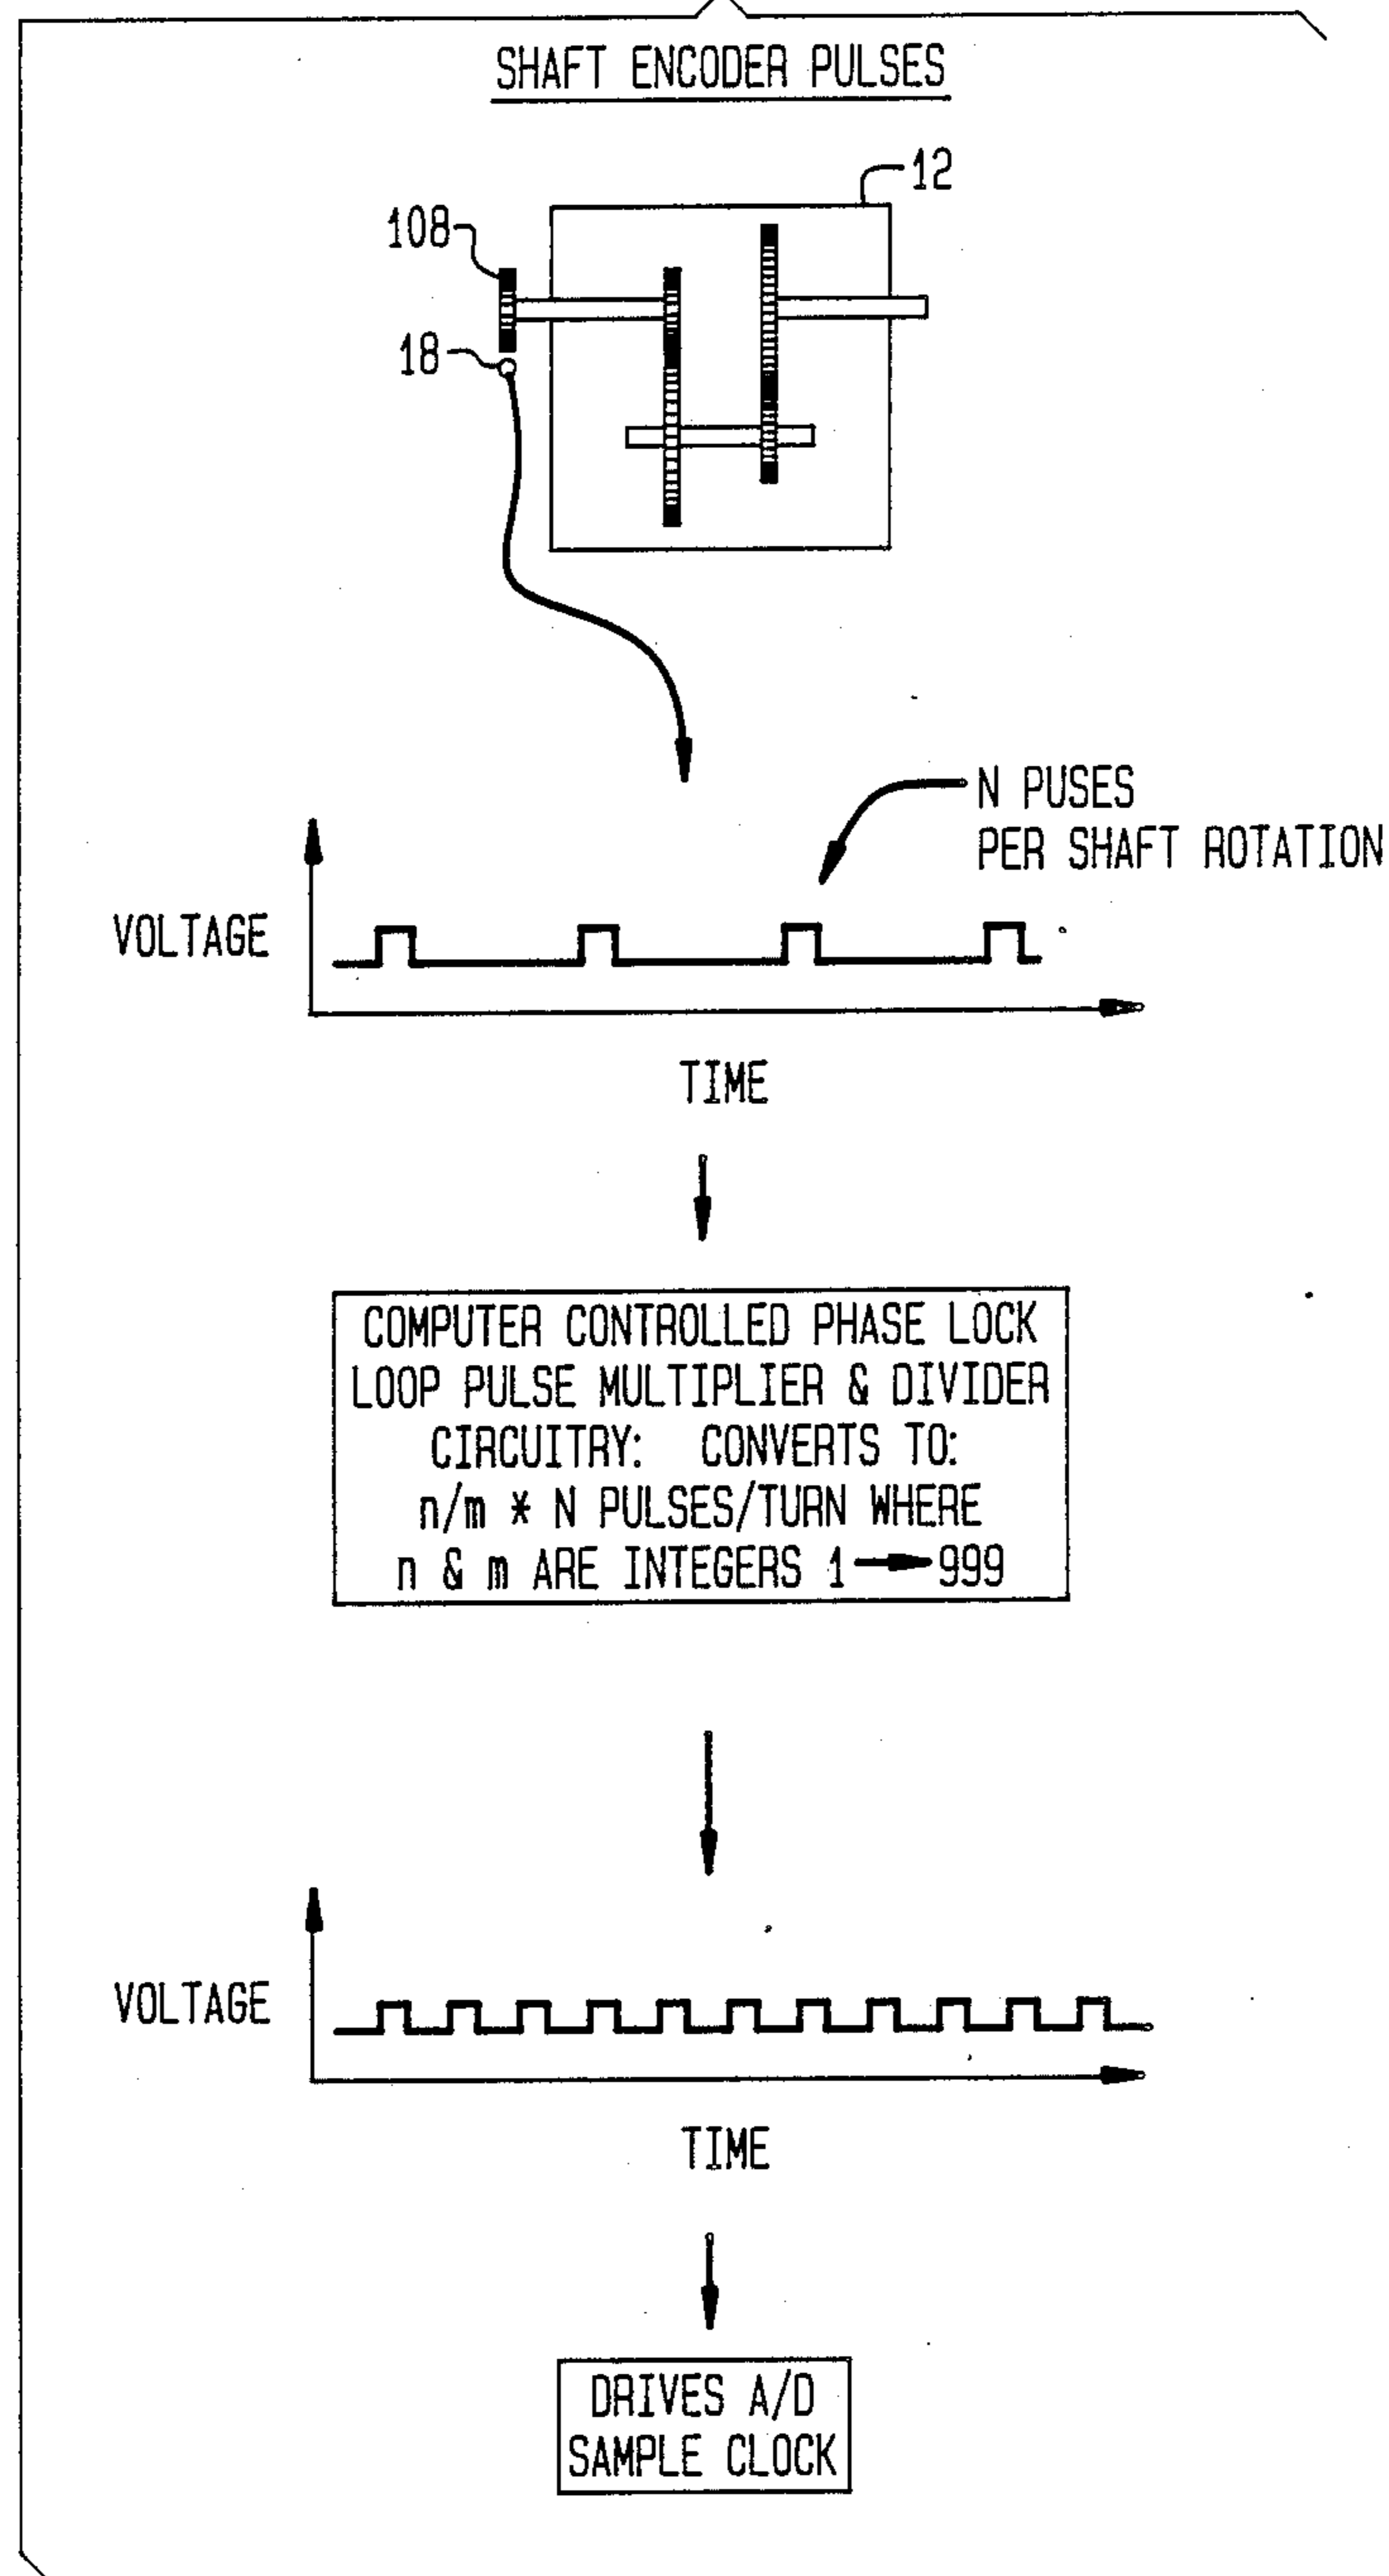 SHAFT ENCODER PULSES
12
108
18
N PUSES
PER SHAFT ROTATION
VOLTAGE
TIME
COMPUTER CONTROLLED PHASE LOCK
LOOP PULSE MULTIPLIER & DIVIDER
CIRCUITRY: CONVERTS TO:
n/m * N PULSES/TURN WHERE
n & m ARE INTEGERS 1 → 999
VOLTAGE
TIME
DRIVES A/D
SAMPLE CLOCK